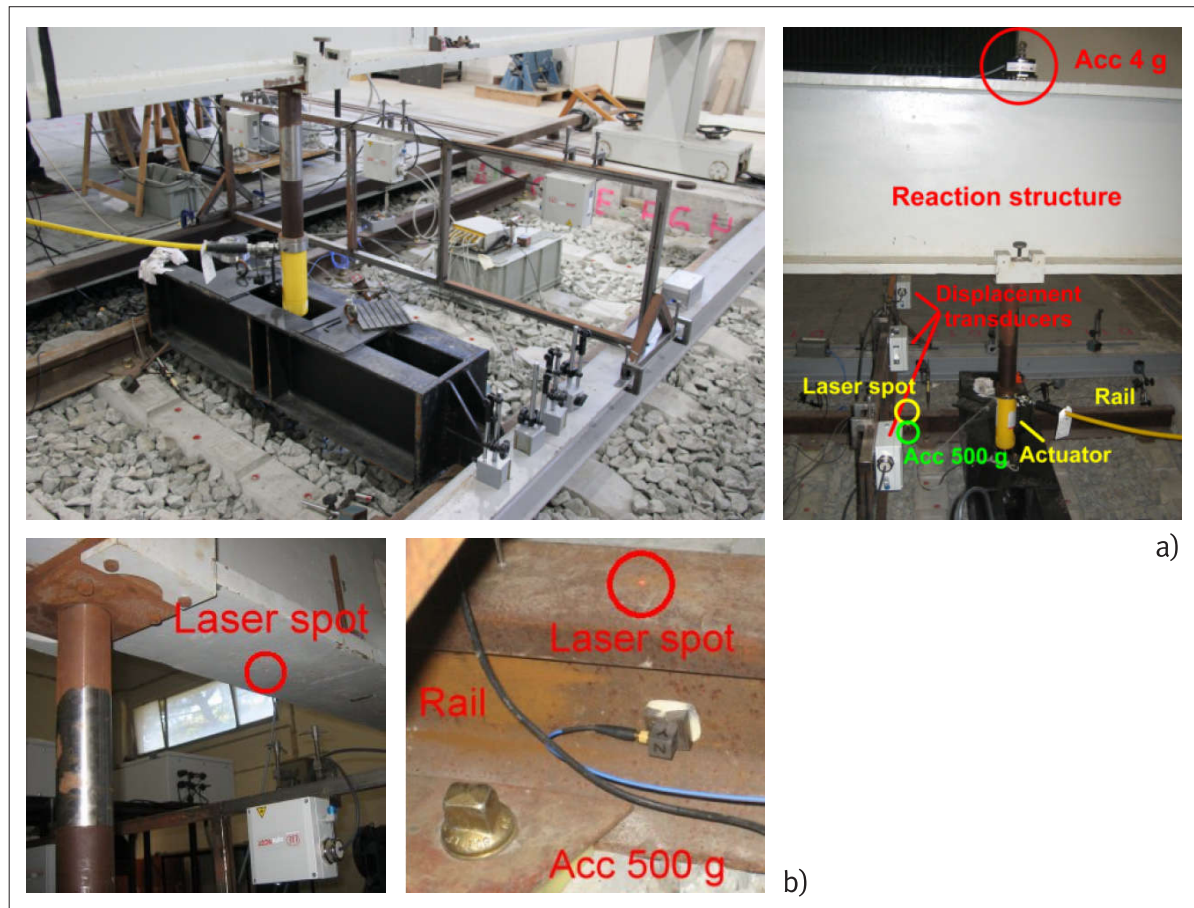 Acc 4 g
Reaction structure
Displacement
transducers
Laser spot
Rail
Acc 500 g
Actuator
a)
Laser spot
Laser spot
Rail
Acc 500 g
b)